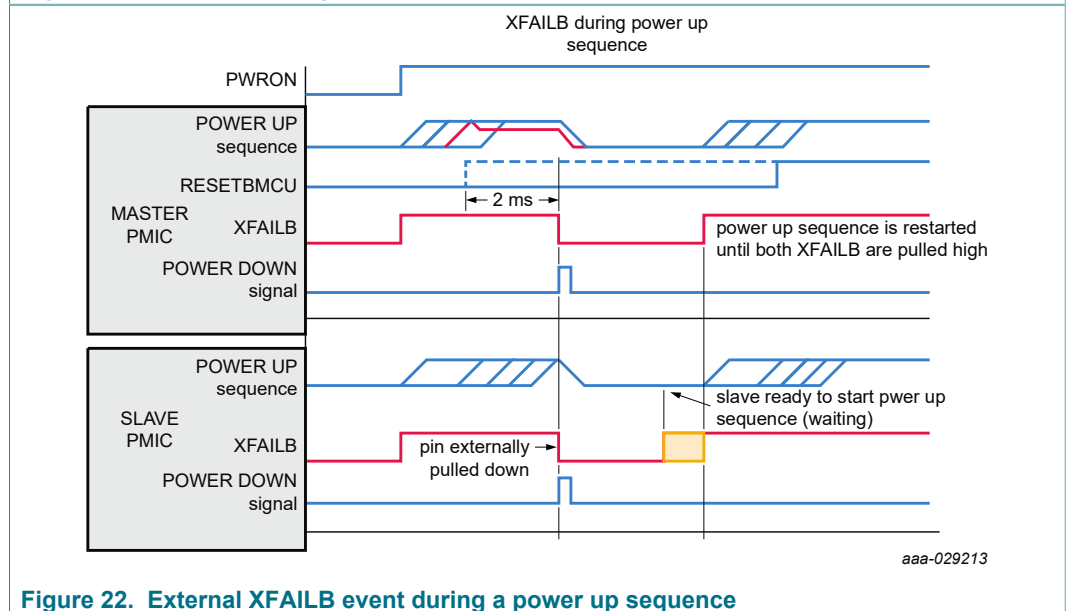 XFAILB during power up
sequence
PWRON
POWER UP
sequence
RESETBMCU
2 ms
MASTER
PMIC
XFAILB
power up sequence is restarted
until both XFAILB are pulled high
POWER DOWN
signal
POWER UP
sequence
slave ready to start pwer up
sequence (waiting)
SLAVE
PMIC
XFAILB
pin externally
pulled down
POWER DOWN
signal
aaa-029213
Figure 22. External XFAILB event during a power up sequence